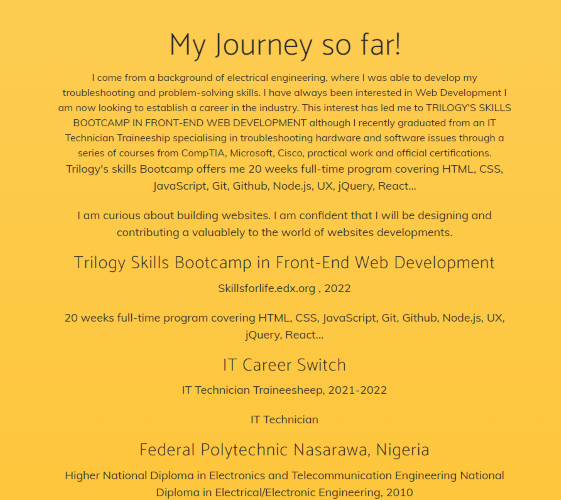 My Journey so far!
I come from a background of electrical engineering, where I was able to develop my
troubleshooting and problem-solving skills. I have always been interested in Web Development I
am now looking to establish a career in the industry. This interest has led me to TRILOGY'S SKILLS
BOOTCAMP IN FRONT-END WEB DEVELOPMENT although I recently graduated from an IT
Technician Traineeship specialising in troubleshooting hardware and software issues through a
series of courses from CompTIA, Microsoft, Cisco, practical work and official certifications.
Trilogy's skills Bootcamp offers me 20 weeks full-time program covering HTML, CSS,
JavaScript, Git, Github, Node.js, UX, jQuery, React...
I am curious about building websites. I am confident that I will be designing and
contributing a valuablely to the world of websites developments.
Trilogy Skills Bootcamp in Front-End Web Development
Skillsforlife.edx.org , 2022
20 weeks full-time program covering HTML, CSS, JavaScript, Git, Github, Node.js, UX,
jQuery, React...
IT Career Switch
IT Technician Traineesheep, 2021-2022
IT Technician
Federal Polytechnic Nasarawa, Nigeria
Higher National Diploma in Electronics and Telecommunication Engineering National
Diploma in Electrical/Electronic Engineering, 2010